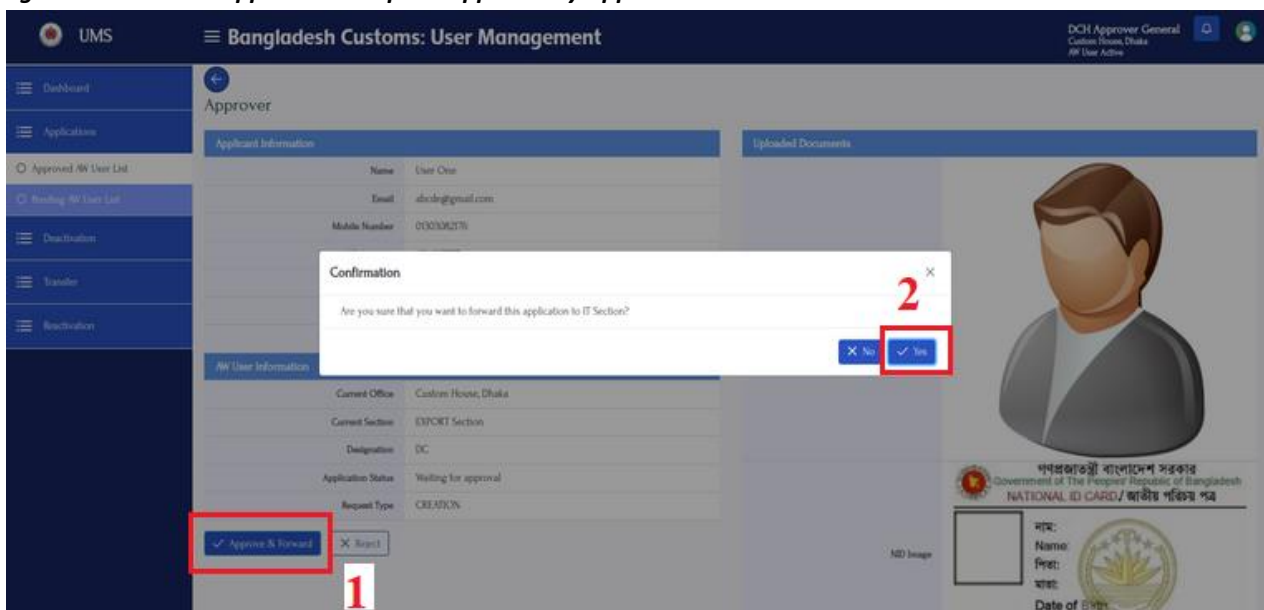 UMS
Bangladesh Customs: User Management
DCH Approver General
Custom House, Dhaka
AW User Active
Dashboard
Applications
Approved AW User List
Pending AW User List
Deactivation
Transfer
Reactivation
Approver
Applicant Information
Name User One
Email
Mobile Number
Confirmation
Are you sure that you want to forward this application to IT Section?
No Yes
2
AW User Information
Current Office Custom House, Dhaka
Current Section EXPORT Section
Designation DC
Application Status Waiting for approval
Request Type CREATION
Approve & Forward Reject
1
Uploaded Documents
NID Image
গণপ্রজাতন্ত্রী বাংলাদেশ সরকার
Government of The Peoples' Republic of Bangladesh
NATIONAL ID CARD / জাতীয় পরিচয় পত্র
নাম:
Name:
পিতা:
মাতা:
Date of